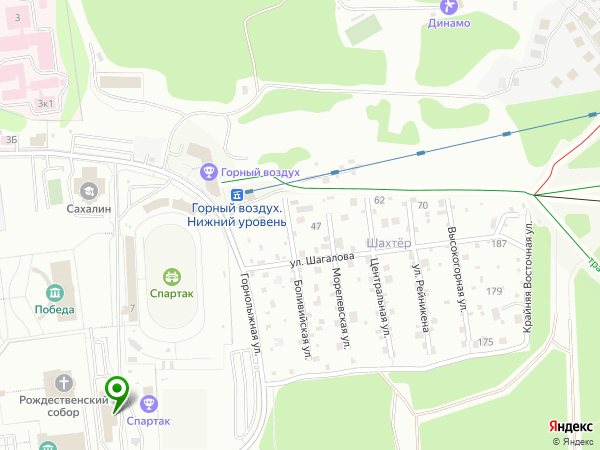 3
Динамо
3к1
3Б
Горный воздух
Сахалин
Горный воздух.
Нижний уровень
62
70
47
Шахтёр
187
ул. Шагалова
Высокогорная ул.
Крайняя Восточная ул.
тра
Спартак
Горнолыжная ул.
Боливийская ул.
Морелевская ул.
Центральная ул.
ул. Рейникена
179
Победа
7
175
Рождественский
собор
Спартак
Яндекс
© Яндекс